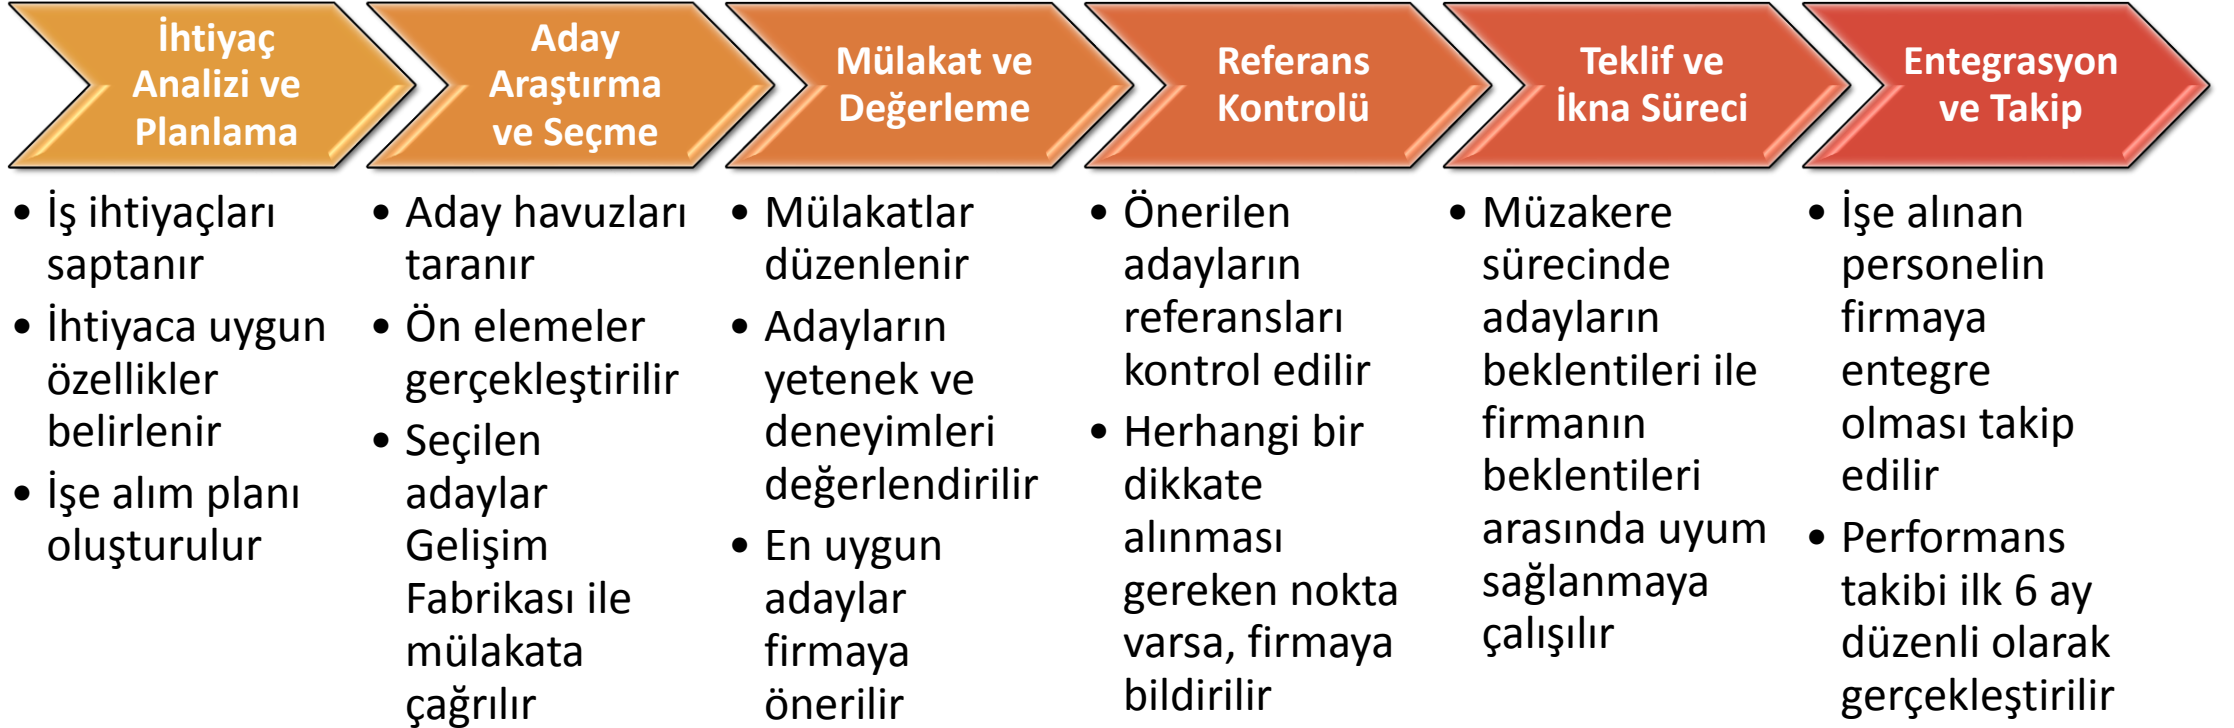 İhtiyaç
Analizi ve
Planlama
• İş ihtiyaçları
saptanır
• İhtiyaca uygun
özellikler
belirlenir
• İşe alım planı
oluşturulur
Aday
Araştırma
ve Seçme
• Aday havuzları
taranır
• Ön elemeler
gerçekleştirilir
• Seçilen
adaylar
Gelişim
Fabrikası ile
mülakata
çağrılır
Mülakat ve
Değerleme
• Mülakatlar
düzenlenir
• Adayların
yetenek ve
deneyimleri
değerlendirilir
• En uygun
adaylar
firmaya
önerilir
Referans
Kontrolü
• Önerilen
adayların
referansları
kontrol edilir
• Herhangi bir
dikkate
alınması
gereken nokta
varsa, firmaya
bildirilir
Teklif ve
İkna Süreci
• Müzakere
sürecinde
adayların
beklentileri ile
firmanın
beklentileri
arasında uyum
sağlanmaya
çalışılır
Entegrasyon
ve Takip
• İşe alınan
personelin
firmaya
entegre
olması takip
edilir
• Performans
takibi ilk 6 ay
düzenli olarak
gerçekleştirilir